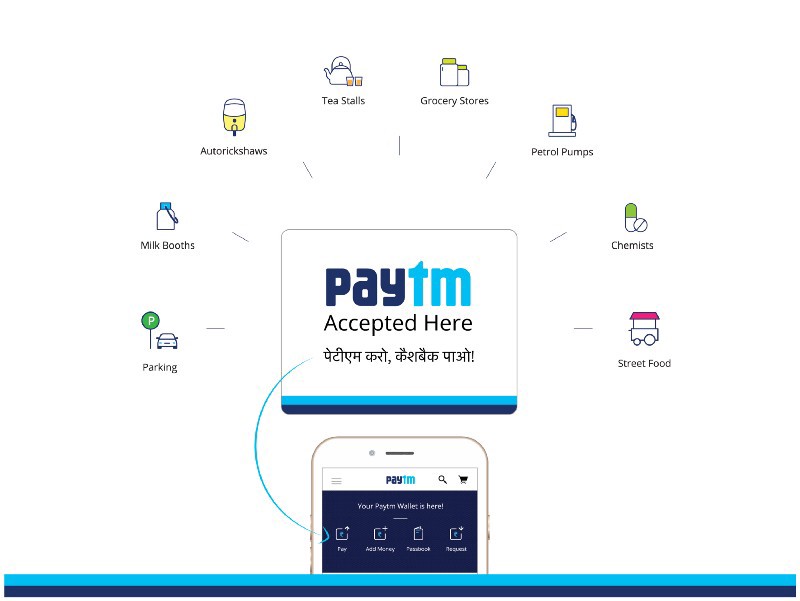 Tea Stalls
Grocery Stores
Autorickshaws
Petrol Pumps
Milk Booths
Chemists
paytm
Accepted Here
पेटीएम करो, कैशबैक पाओ!
P
Parking
Street Food
paytm
Your Paytm Wallet is here!
Pay
Add Money
Passbook
Request